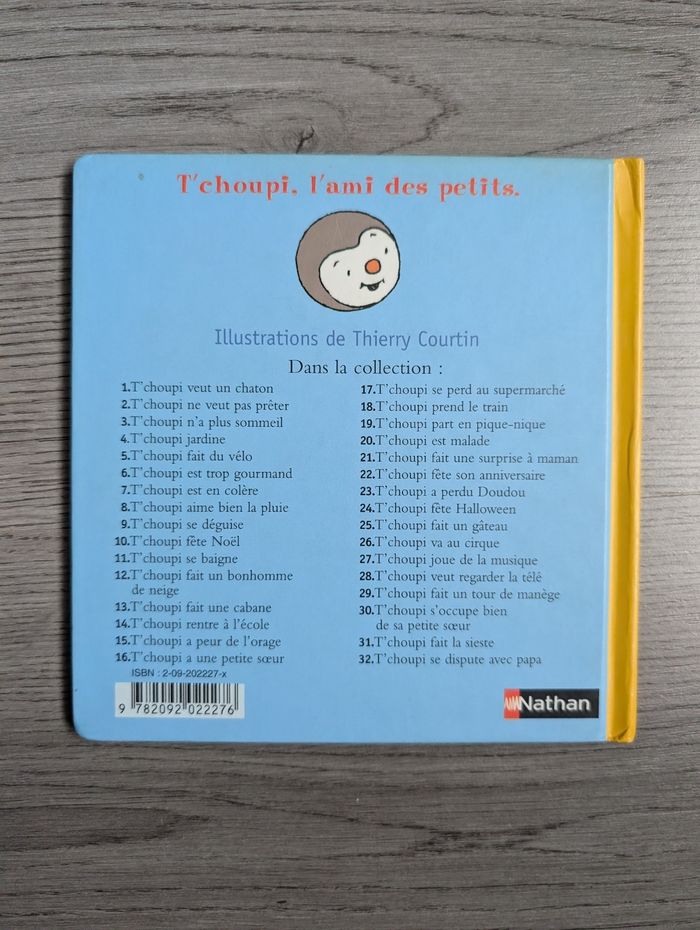 T'choupi, l'ami des petits.
Illustrations de Thierry Courtin
Dans la collection :
1.T'choupi veut un chaton
2.T'choupi ne veut pas prêter
3.T'choupi n'a plus sommeil
4.T'choupi jardine
5.T'choupi fait du vélo
6.T'choupi est trop gourmand
7.T'choupi est en colère
8.T'choupi aime bien la pluie
9.T'choupi se déguise
10.T'choupi fête Noël
11.T'choupi se baigne
12.T'choupi fait un bonhomme
de neige
13.T'choupi fait une cabane
14.T'choupi rentre à l'école
15.T'choupi a peur de l'orage
16.T'choupi a une petite sœur
17.T'choupi se perd au supermarché
18.T'choupi prend le train
19.T'choupi part en pique-nique
20.T'choupi est malade
21.T'choupi fait une surprise à maman
22.T'choupi fête son anniversaire
23.T'choupi a perdu Doudou
24.T'choupi fête Halloween
25.T'choupi fait un gâteau
26.T'choupi va au cirque
27.T'choupi joue de la musique
28.T'choupi veut regarder la télé
29.T'choupi fait un tour de manège
30.T'choupi s'occupe bien
de sa petite sœur
31.T'choupi fait la sieste
32.T'choupi se dispute avec papa
ISBN : 2-09-202227-x
9 782092 022276
Nathan